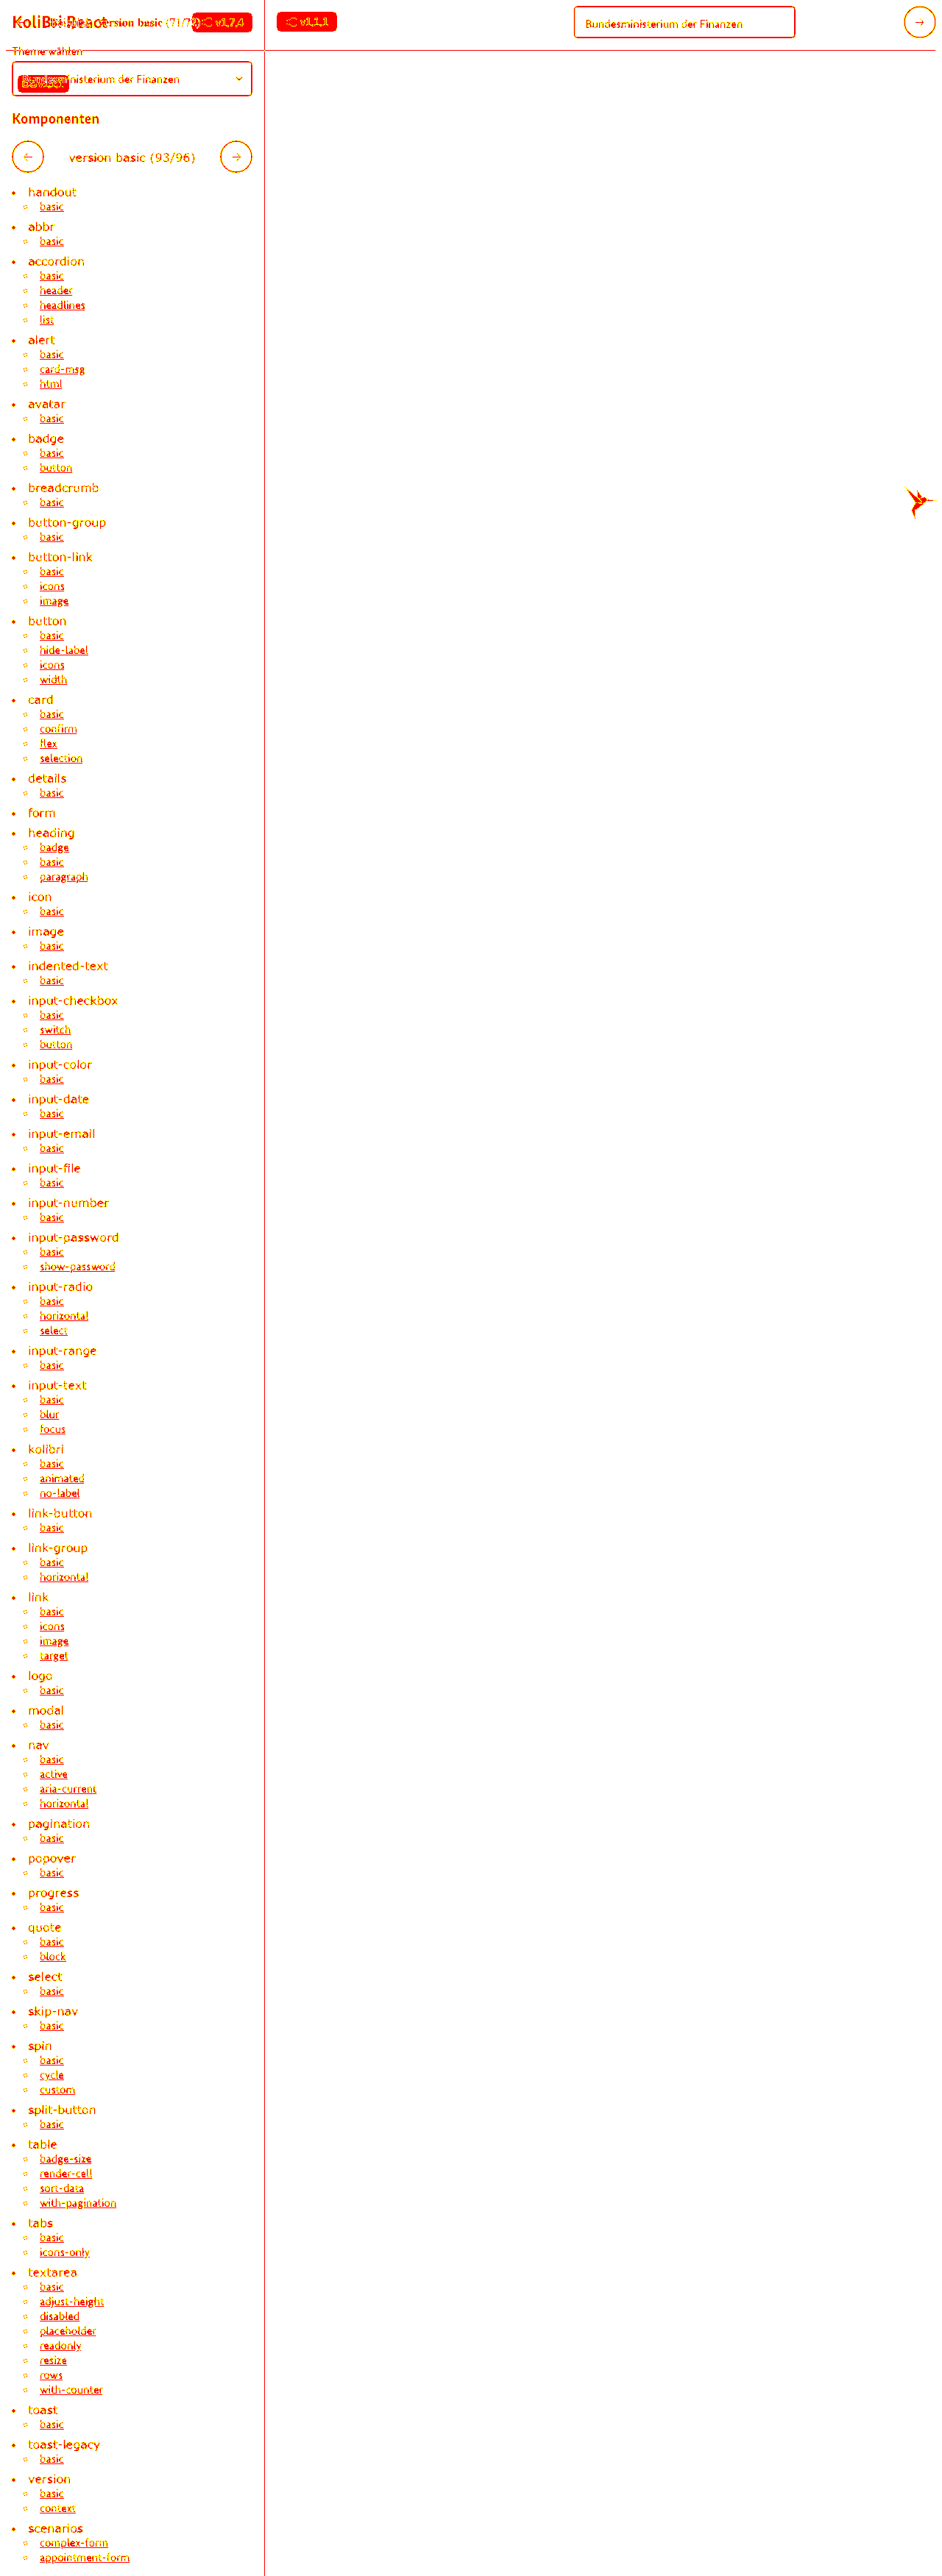 KoliBri React
version basic (71/73)
v1.7.4
v1.1.1
Bundesministerium der Finanzen
Theme wählen
Bundesministerium der Finanzen
Komponenten
version basic (93/96)
handout
basic
abbr
basic
accordion
basic
header
headlines
list
alert
basic
card-msg
html
avatar
basic
badge
basic
button
breadcrumb
basic
button-group
basic
button-link
basic
icons
image
button
basic
hide-label
icons
width
card
basic
confirm
flex
selection
details
basic
form
heading
badge
basic
paragraph
icon
basic
image
basic
indented-text
basic
input-checkbox
basic
switch
button
input-color
basic
input-date
basic
input-email
basic
input-file
basic
input-number
basic
input-password
basic
show-password
input-radio
basic
horizontal
select
input-range
basic
input-text
basic
blur
focus
kolibri
basic
animated
no-label
link-button
basic
link-group
basic
horizontal
link
basic
icons
image
target
logo
basic
modal
basic
nav
basic
active
aria-current
horizontal
pagination
basic
popover
basic
progress
basic
quote
basic
block
select
basic
skip-nav
basic
spin
basic
cycle
custom
split-button
basic
table
badge-size
render-cell
sort-data
with-pagination
tabs
basic
icons-only
textarea
basic
adjust-height
disabled
placeholder
readonly
resize
rows
with-counter
toast
basic
toast-legacy
basic
version
basic
context
scenarios
complex-form
appointment-form